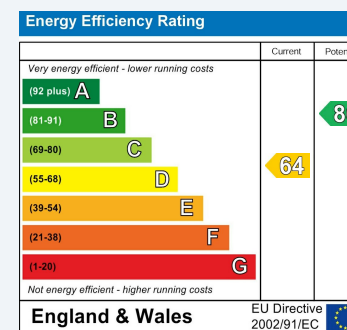 Energy Efficiency Rating
Current
Very energy efficient - lower running costs
(92 plus) A
(81-91) B
8
(69-80) C
64
(55-68) D
(39-54) E
(21-38) F
(1-20) G
Not energy efficient - higher running costs
England & Wales
EU Directive
2002/91/EC